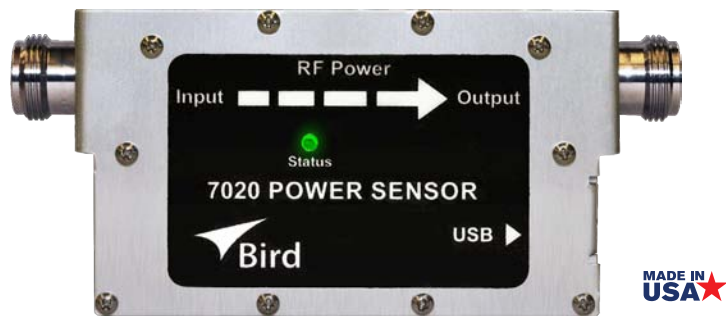 RF Power
Input Output
Status
7020 POWER SENSOR
USB
Bird
MADE IN
USA